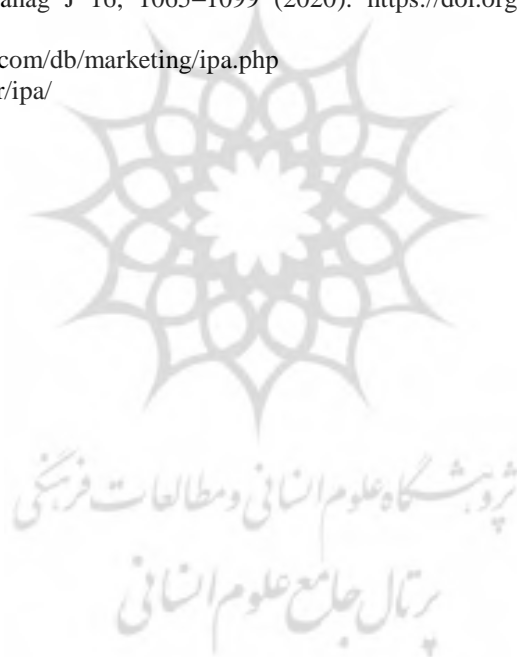 anag J 16, 1065–1099 (2020). https://doi.org
com/db/marketing/ipa.php
r/ipa/
پژوهشگاه علوم انسانی و مطالعات فرهنگی
پرتال جامع علوم انسانی